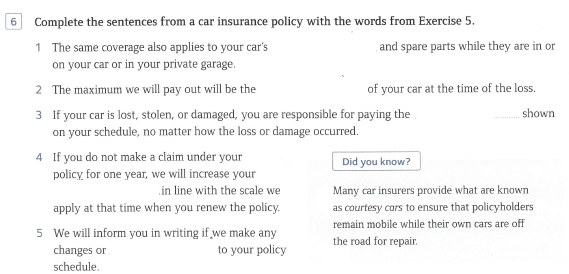 6 Complete the sentences from a car insurance policy with the words from Exercise 5.
1 The same coverage also applies to your car's and spare parts while they are in or
on your car or in your private garage.
2 The maximum we will pay out will be the of your car at the time of the loss.
3 If your car is lost, stolen, or damaged, you are responsible for paying the shown
on your schedule, no matter how the loss or damage occurred.
4 If you do not make a claim under your
policy for one year, we will increase your
in line with the scale we
apply at that time when you renew the policy.
5 We will inform you in writing if we make any
changes or to your policy
schedule.
Did you know?
Many car insurers provide what are known
as courtesy cars to ensure that policyholders
remain mobile while their own cars are off
the road for repair.